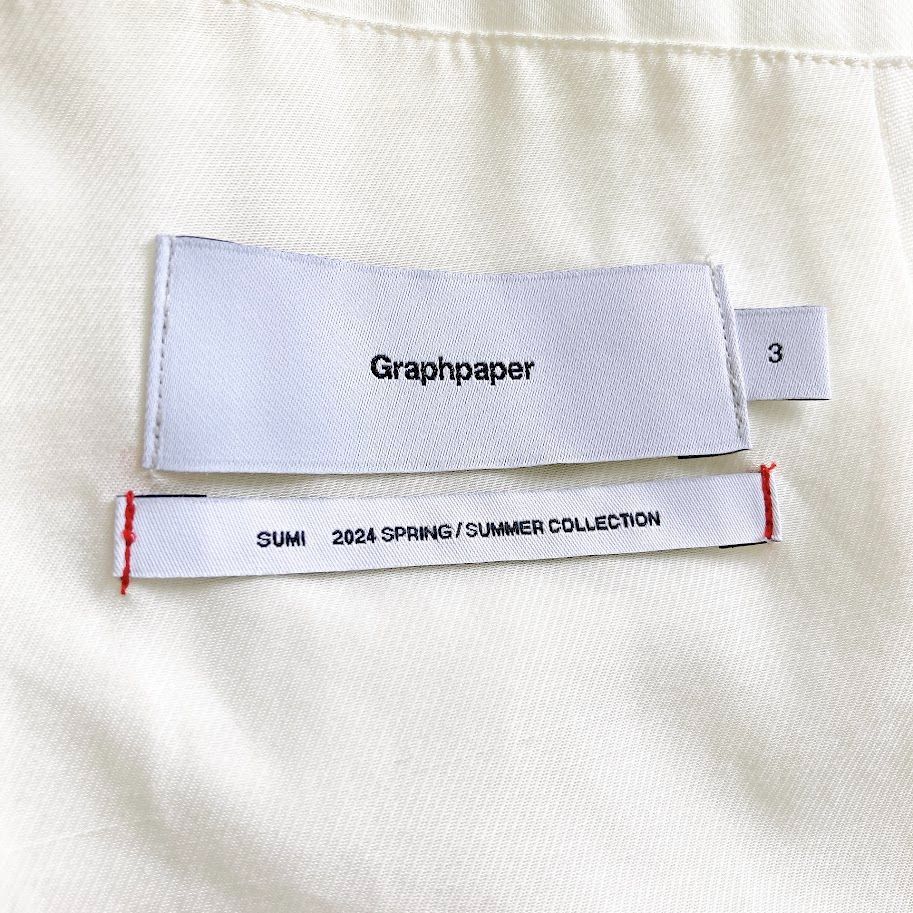 Graphpaper
3
SUMI 2024 SPRING / SUMMER COLLECTION